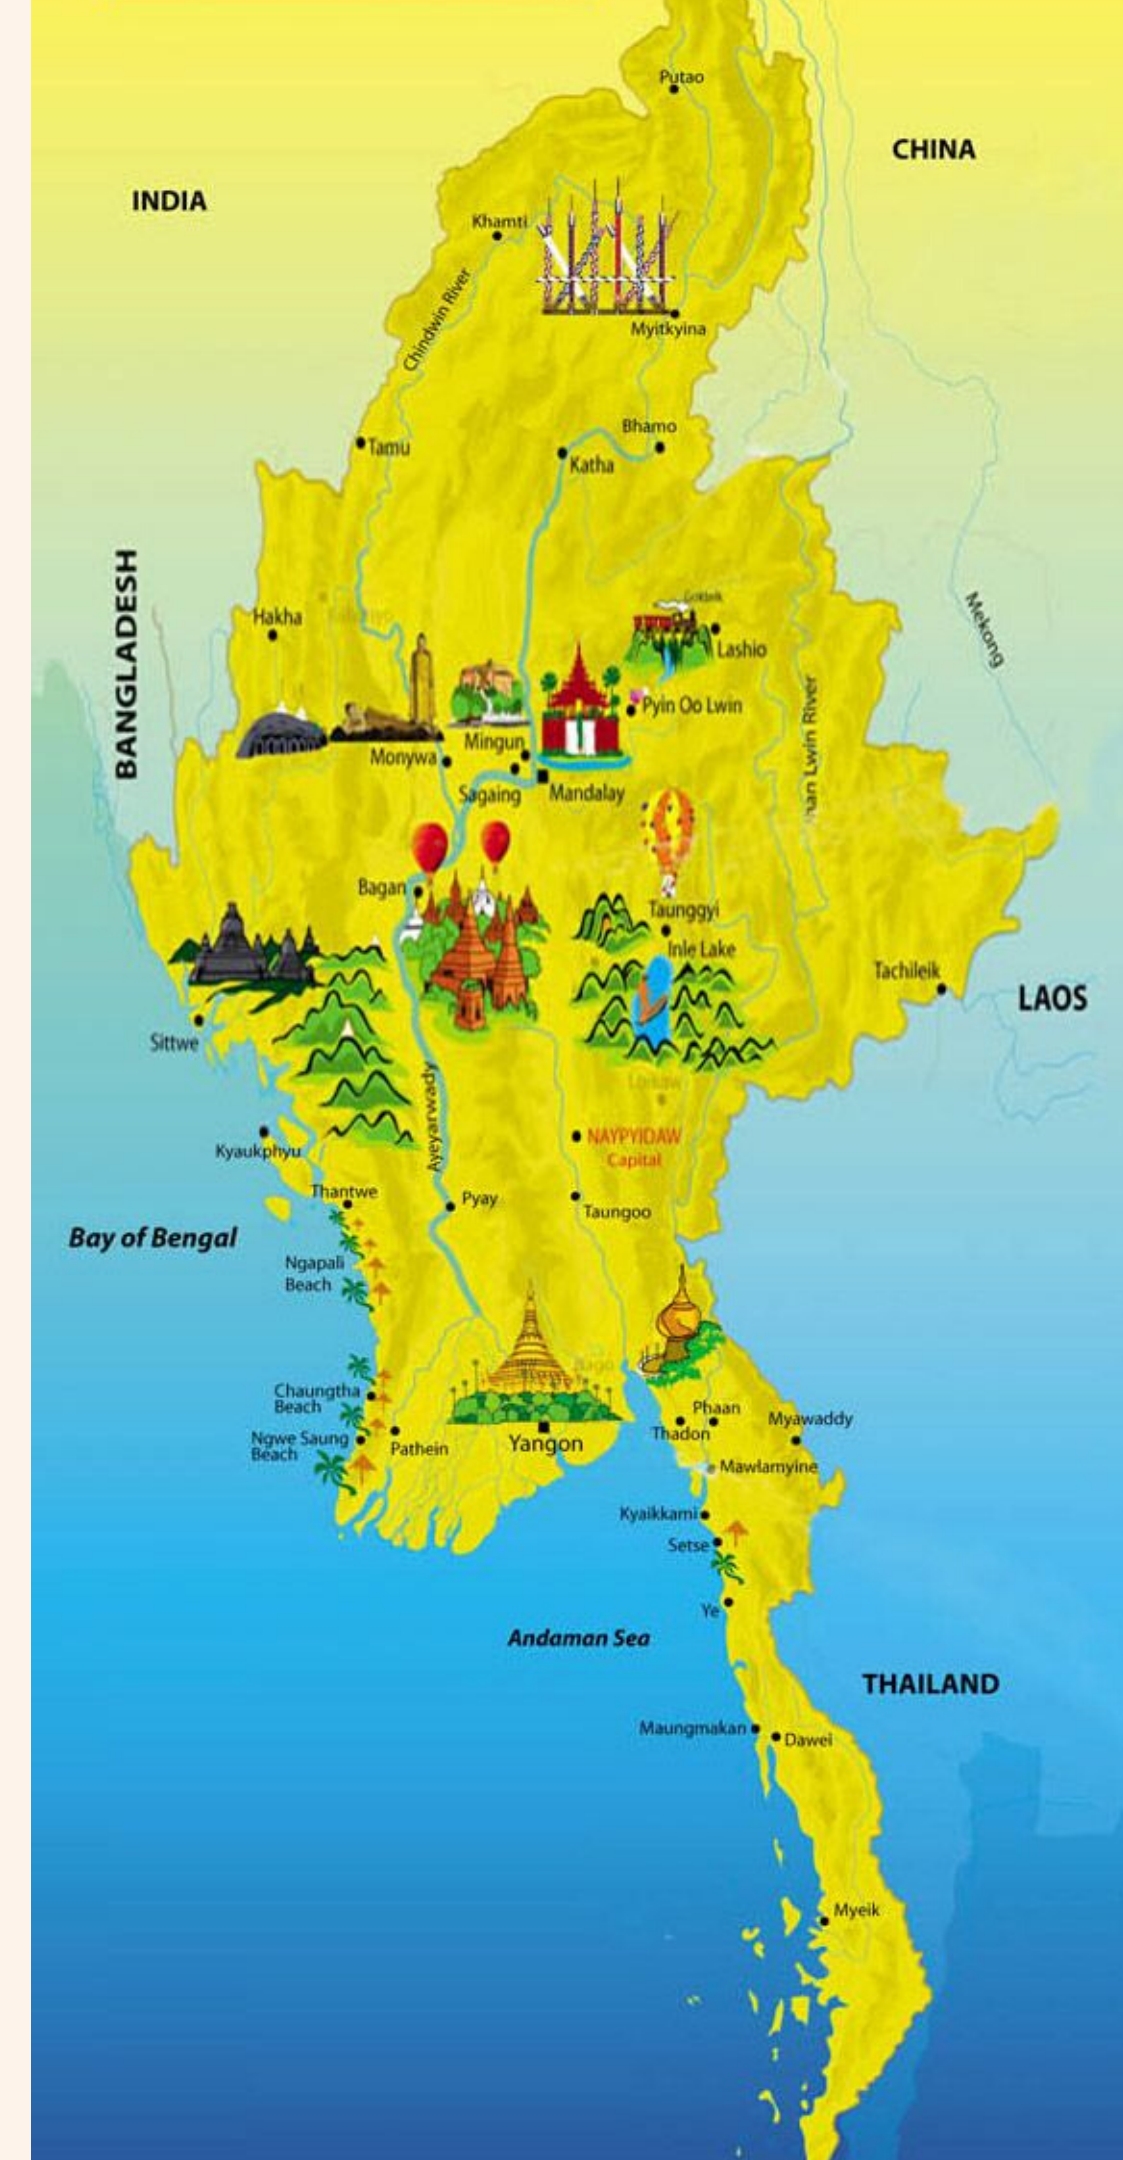 Putao
CHINA
INDIA
Khamti
Chindwin River
Myitkyina
Bhamo
Tamu
Katha
BANGLADESH
Mekong
Hakha
Lashio
Pyin Oo Lwin
Mingun
Monywa
Sagaing
Mandalay
Lwin River
Bagan
Taunggyi
Inle Lake
Tachileik
LAOS
Sittwe
Ayeyarwady
Loikaw
NAYPYIDAW
Capital
Kyaukphyu
Thantwe
Pyay
Taungoo
Bay of Bengal
Ngapali
Beach
Bago
Chaungtha
Beach
Phaan
Thadon
Myawaddy
Ngwe Saung
Beach
Pathein
Yangon
Mawlamyine
Kyaikkami
Setse
Ye
Andaman Sea
THAILAND
Maungmakan
Dawei
Myeik